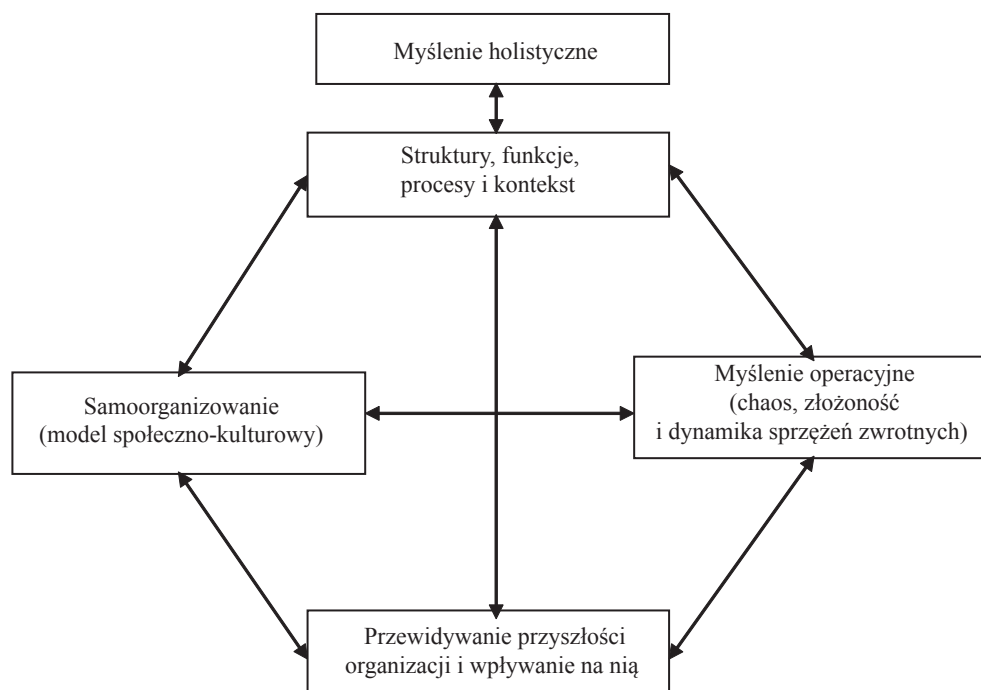 Myślenie holistyczne
Struktury, funkcje,
procesy i kontekst
Samoorganizowanie
(model społeczno-kulturowy)
Myślenie operacyjne
(chaos, złożoność
i dynamika sprzężeń zwrotnych)
Przewidywanie przyszłości
organizacji i wpływanie na nią